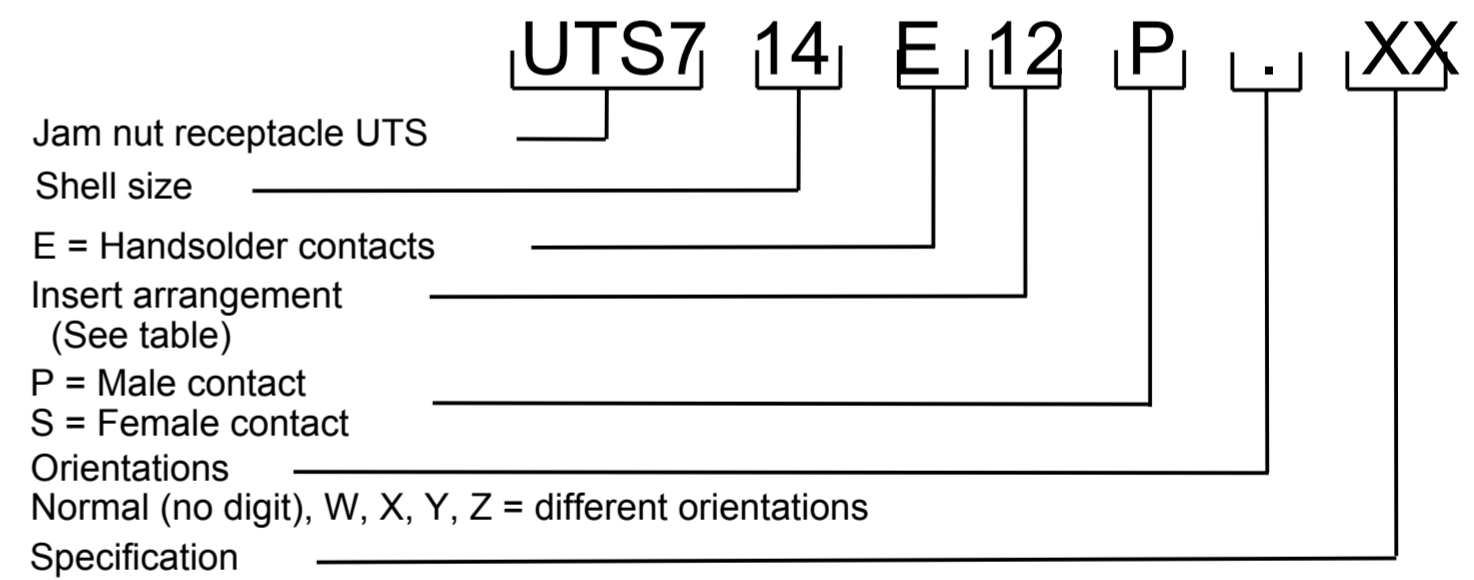 UTS7 14 E 12 P . XX
Jam nut receptacle UTS
Shell size
E = Handsolder contacts
Insert arrangement
(See table)
P = Male contact
S = Female contact
Orientations
Normal (no digit), W, X, Y, Z = different orientations
Specification